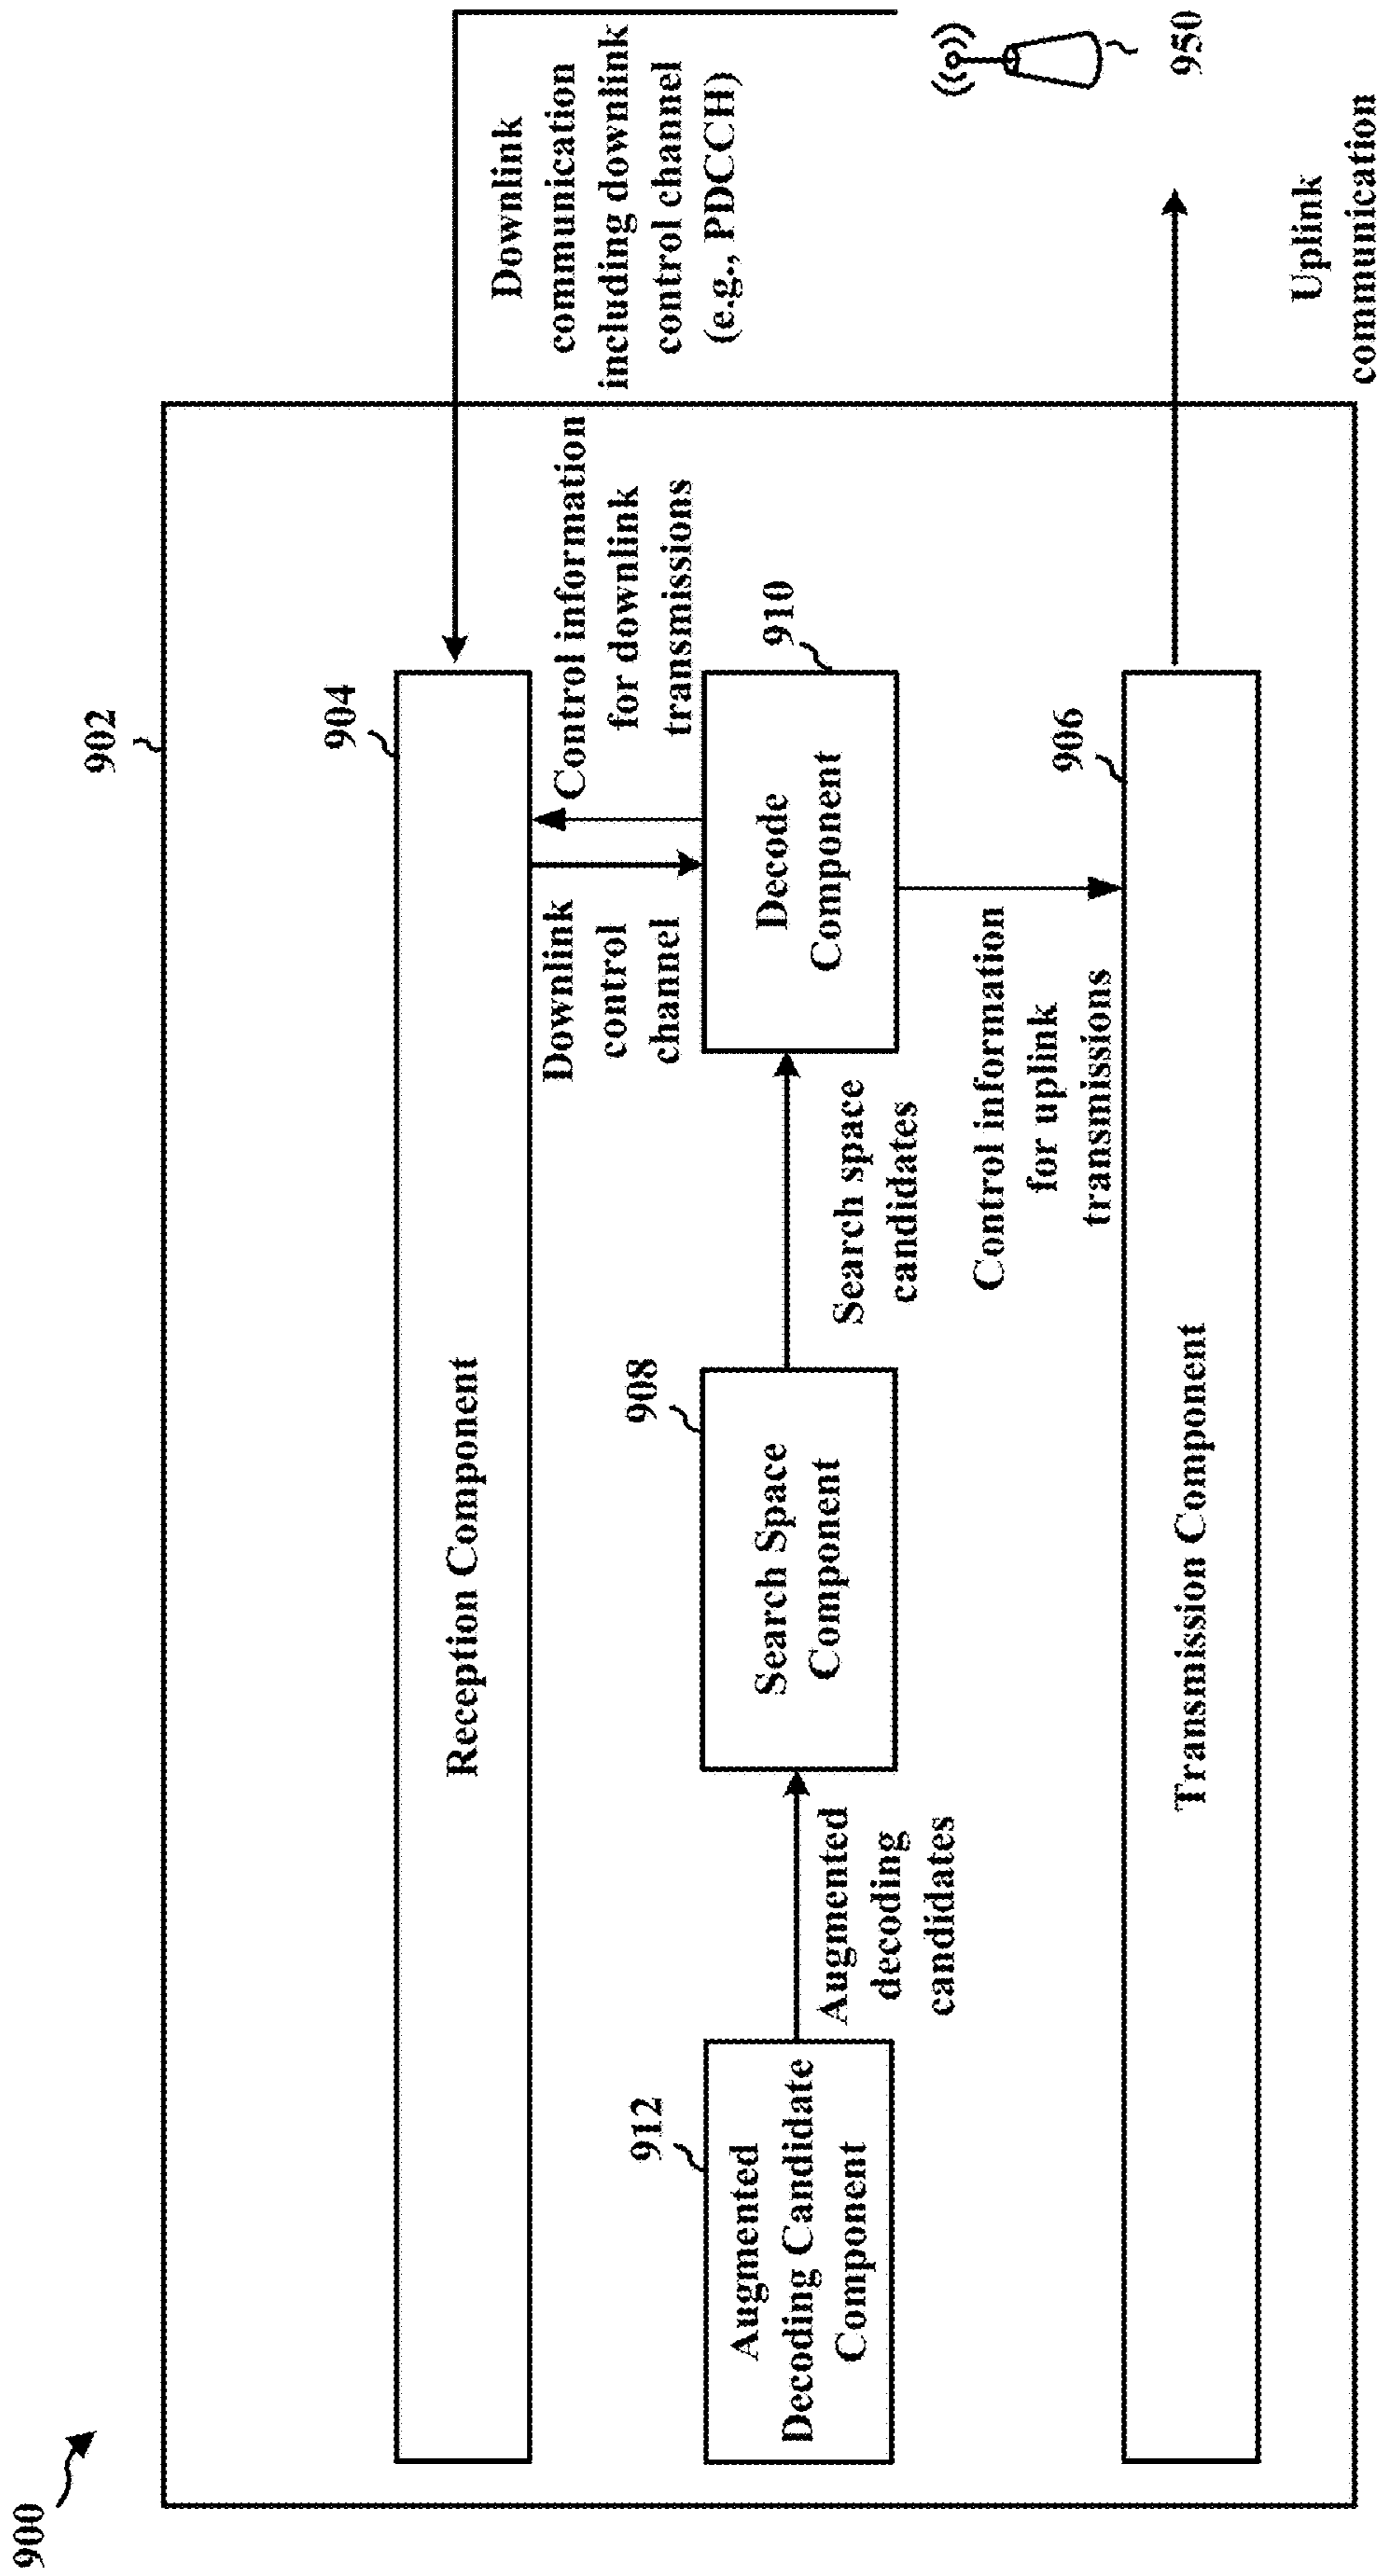 900
902
904
Reception Component
Downlink
communication
including downlink
control channel
(e.g., PDCCH)
Downlink
control
channel
Control information
for downlink
transmissions
912
Augmented
Decoding Candidate
Component
Augmented
decoding
candidates
908
Search Space
Component
Search space
candidates
910
Decode
Component
950
Control information
for uplink
transmissions
906
Transmission Component
Uplink
communication